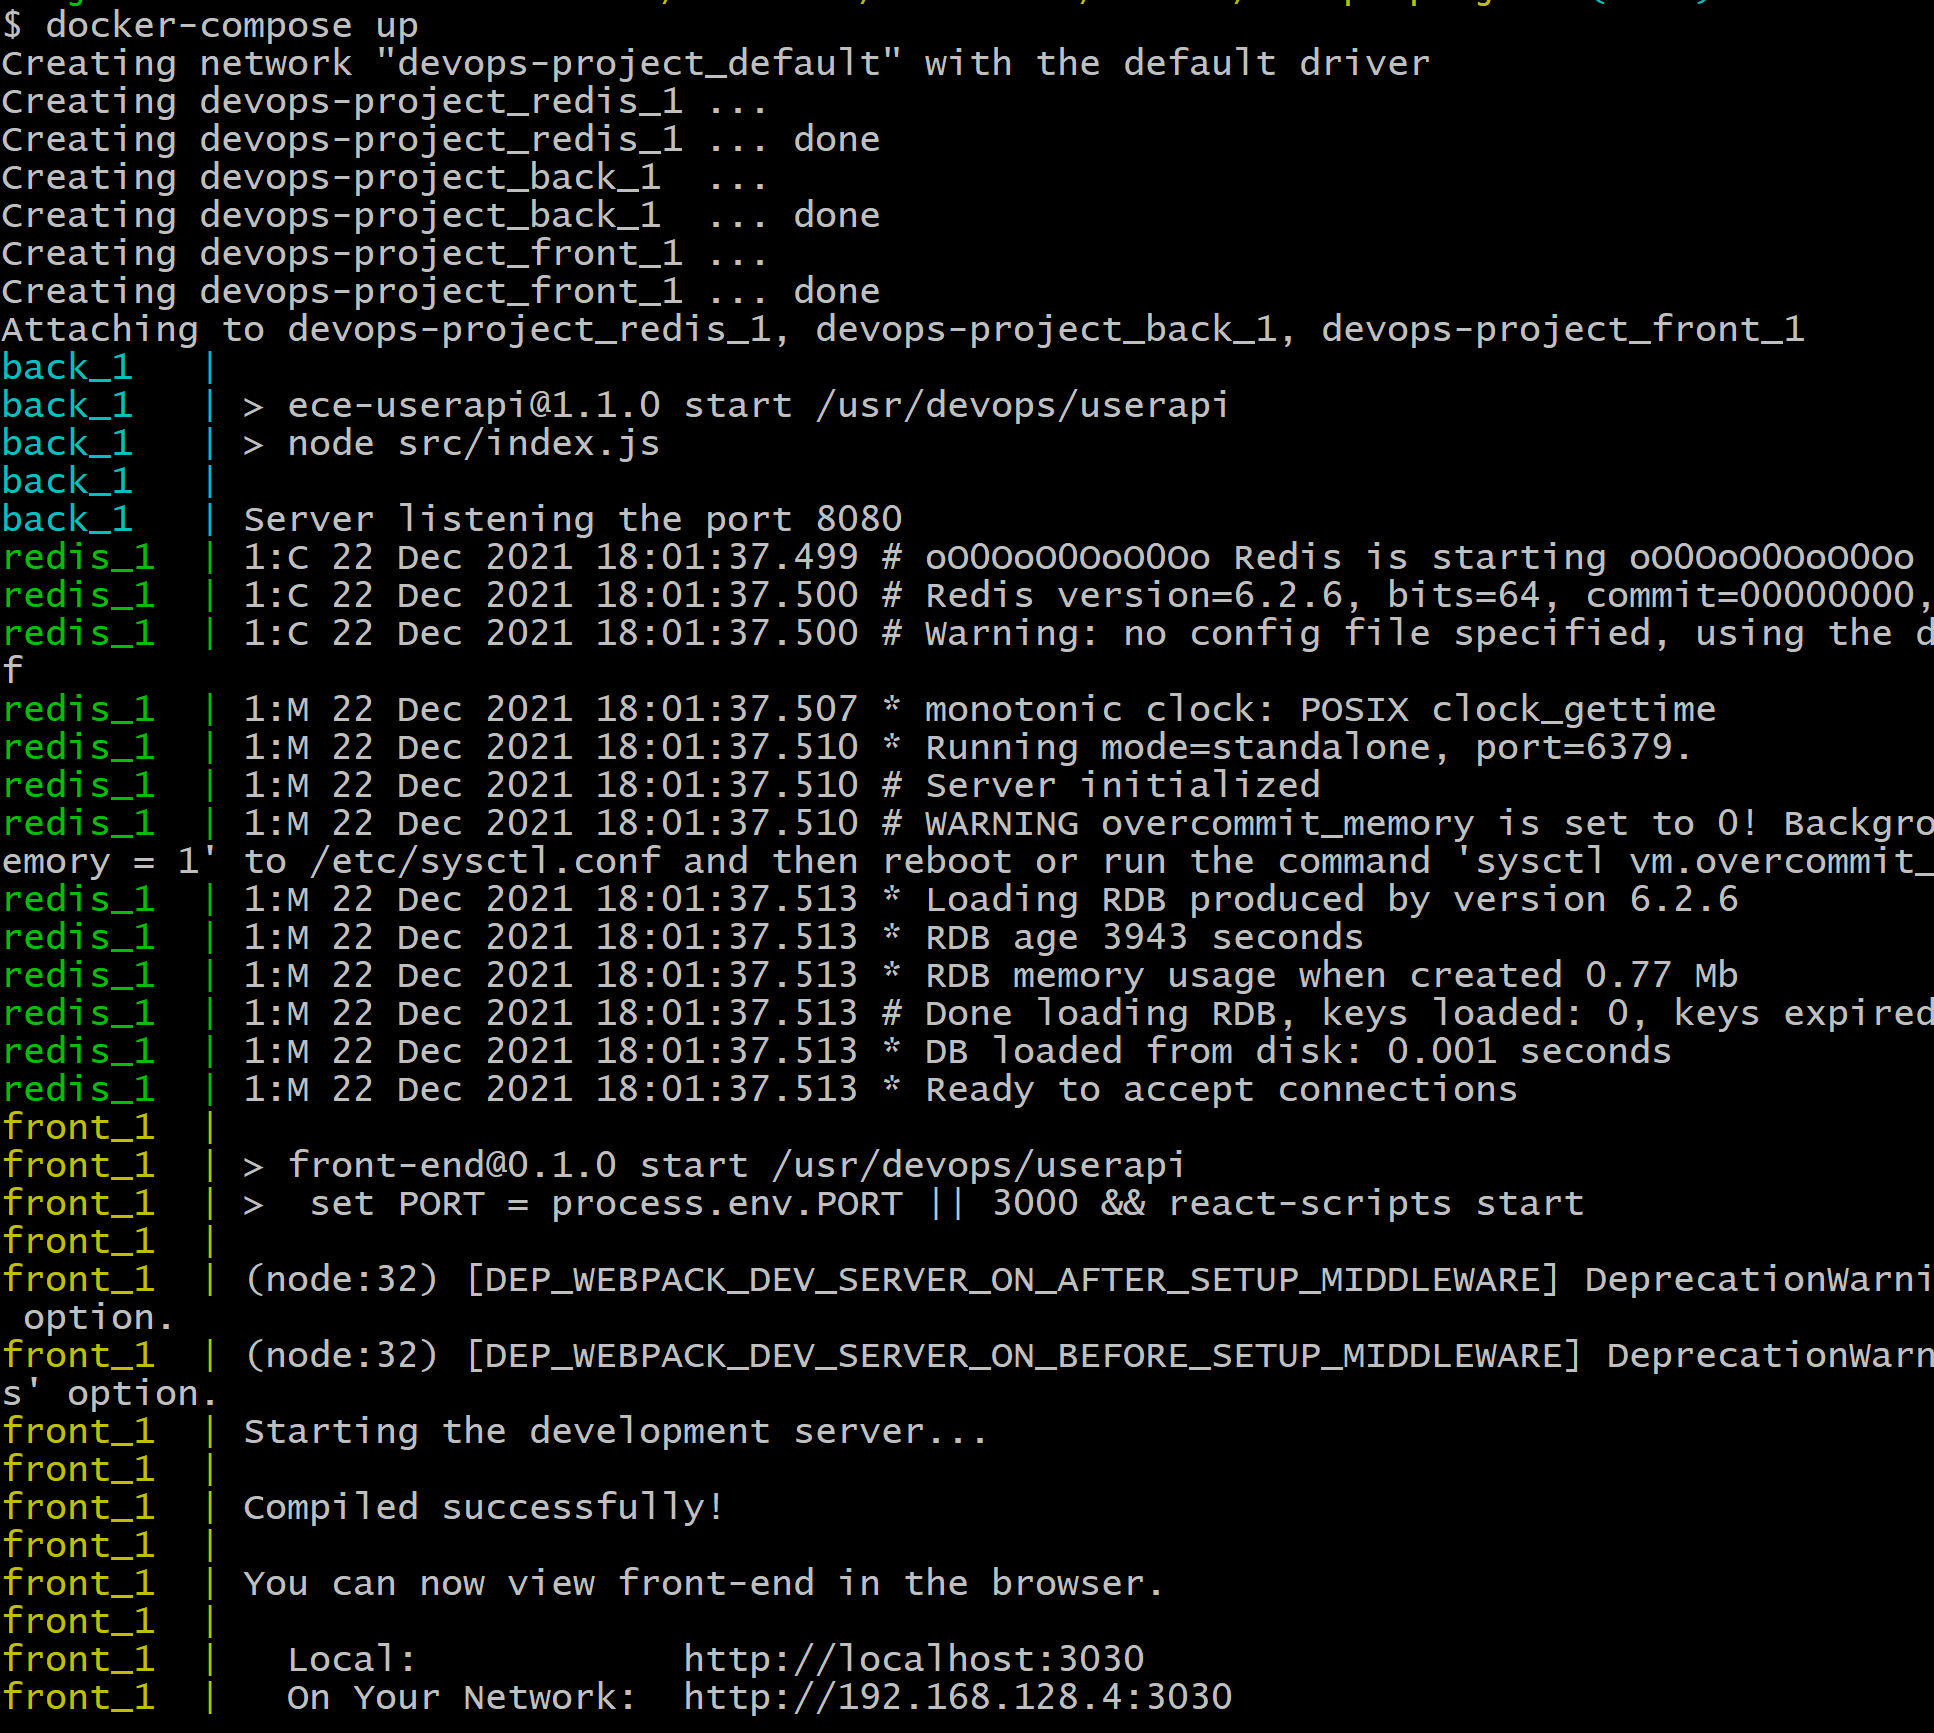 $ docker-compose up
Creating network "devops-project_default" with the default driver
Creating devops-project_redis_1 ...
Creating devops-project_redis_1 ... done
Creating devops-project_back_1  ...
Creating devops-project_back_1  ... done
Creating devops-project_front_1 ...
Creating devops-project_front_1 ... done
Attaching to devops-project_redis_1, devops-project_back_1, devops-project_front_1
back_1   |
back_1   | > ece-userapi@1.1.0 start /usr/devops/userapi
back_1   | > node src/index.js
back_1   |
back_1   | Server listening the port 8080
redis_1  | 1:C 22 Dec 2021 18:01:37.499 # oO0OoO0OoO0Oo Redis is starting oO0OoO0OoO0Oo
redis_1  | 1:C 22 Dec 2021 18:01:37.500 # Redis version=6.2.6, bits=64, commit=00000000,
redis_1  | 1:C 22 Dec 2021 18:01:37.500 # Warning: no config file specified, using the d
f
redis_1  | 1:M 22 Dec 2021 18:01:37.507 * monotonic clock: POSIX clock_gettime
redis_1  | 1:M 22 Dec 2021 18:01:37.510 * Running mode=standalone, port=6379.
redis_1  | 1:M 22 Dec 2021 18:01:37.510 # Server initialized
redis_1  | 1:M 22 Dec 2021 18:01:37.510 # WARNING overcommit_memory is set to 0! Backgro
emory = 1' to /etc/sysctl.conf and then reboot or run the command 'sysctl vm.overcommit_
redis_1  | 1:M 22 Dec 2021 18:01:37.513 * Loading RDB produced by version 6.2.6
redis_1  | 1:M 22 Dec 2021 18:01:37.513 * RDB age 3943 seconds
redis_1  | 1:M 22 Dec 2021 18:01:37.513 * RDB memory usage when created 0.77 Mb
redis_1  | 1:M 22 Dec 2021 18:01:37.513 # Done loading RDB, keys loaded: 0, keys expired
redis_1  | 1:M 22 Dec 2021 18:01:37.513 * DB loaded from disk: 0.001 seconds
redis_1  | 1:M 22 Dec 2021 18:01:37.513 * Ready to accept connections
front_1  |
front_1  | > front-end@0.1.0 start /usr/devops/userapi
front_1  | >  set PORT = process.env.PORT || 3000 && react-scripts start
front_1  |
front_1  | (node:32) [DEP_WEBPACK_DEV_SERVER_ON_AFTER_SETUP_MIDDLEWARE] DeprecationWarni
 option.
front_1  | (node:32) [DEP_WEBPACK_DEV_SERVER_ON_BEFORE_SETUP_MIDDLEWARE] DeprecationWarn
s' option.
front_1  | Starting the development server...
front_1  |
front_1  | Compiled successfully!
front_1  |
front_1  | You can now view front-end in the browser.
front_1  |
front_1  |   Local:            http://localhost:3030
front_1  |   On Your Network:  http://192.168.128.4:3030